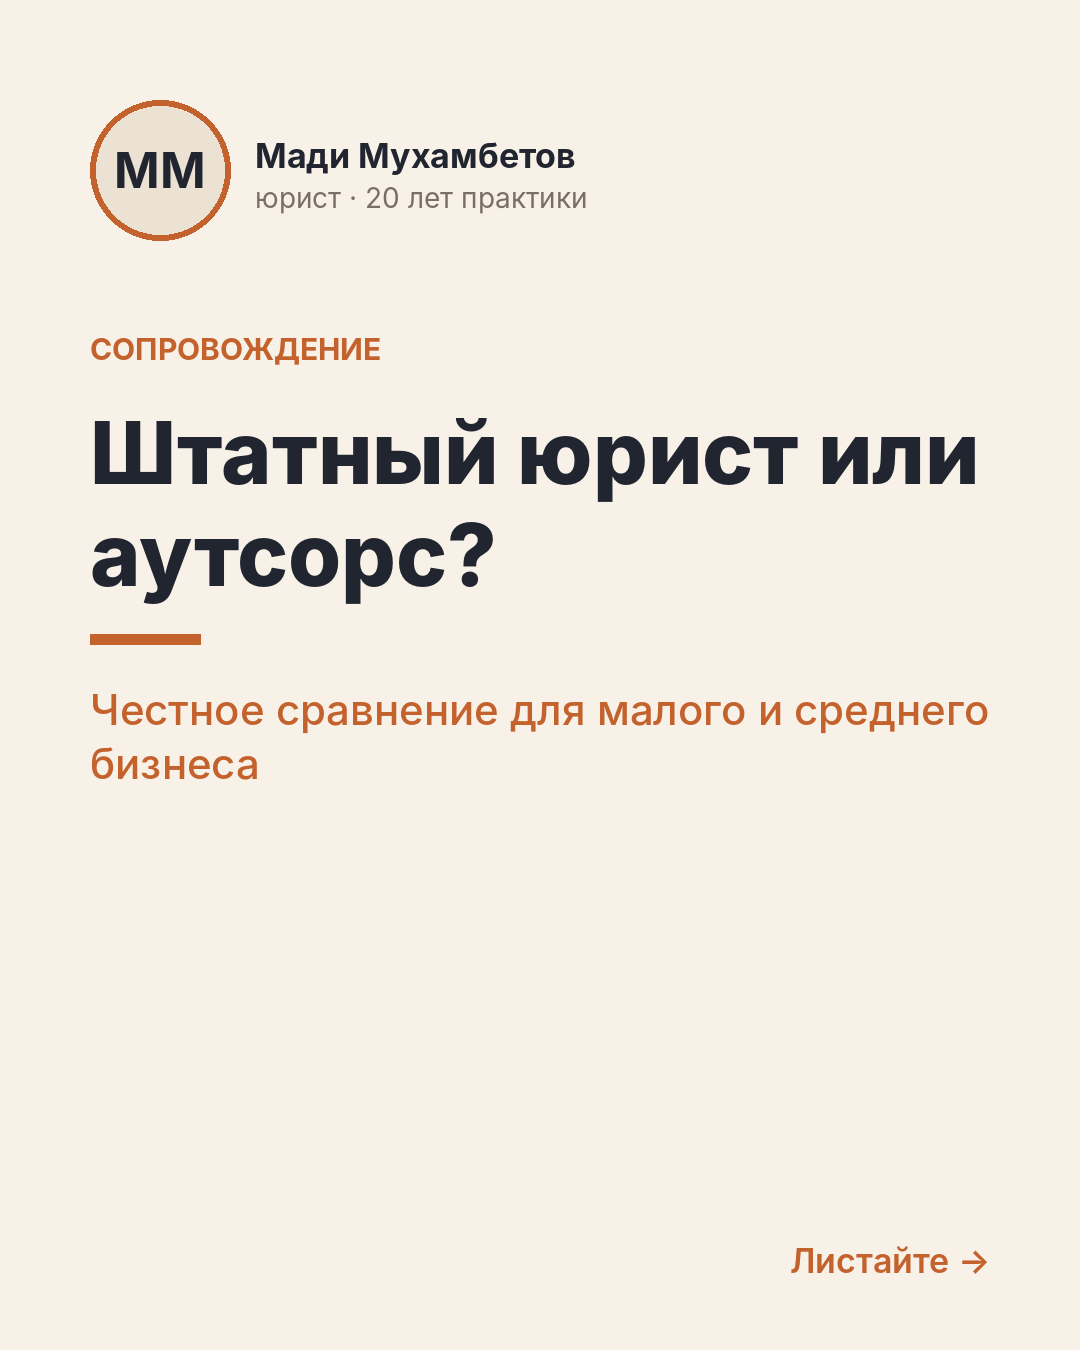 ММ
Мади Мухамбетов
юрист · 20 лет практики
СОПРОВОЖДЕНИЕ
Штатный юрист или
аутсорс?
Честное сравнение для малого и среднего
бизнеса
Листайте →